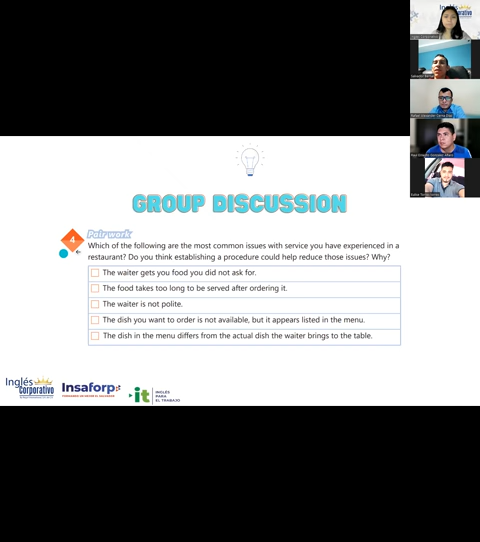 GROUP DISCUSSION
4
Pair work
Which of the following are the most common issues with service you have experienced in a
restaurant? Do you think establishing a procedure could help reduce those issues? Why?
The waiter gets you food you did not ask for.
The food takes too long to be served after ordering it.
The waiter is not polite.
The dish you want to order is not available, but it appears listed in the menu.
The dish in the menu differs from the actual dish the waiter brings to the table.
Inglés
Corporativo
Insaforp
it
INGLÉS
PARA
EL TRABAJO